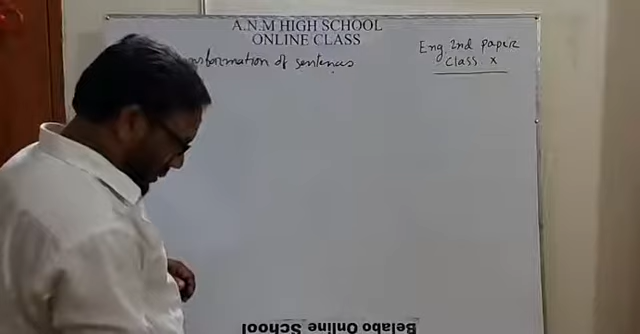 A.N.M HIGH SCHOOL
ONLINE CLASS
Eng. 2nd paper
Class X
of sentences
Belabo Online School